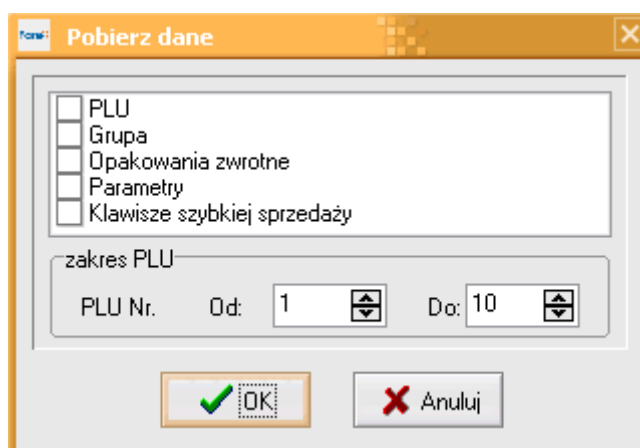 Pobierz dane
PLU
Grupa
Opakowania zwrotne
Parametry
Klawisze szybkiej sprzedaży
zakres PLU
PLU Nr. Od: 1 Do: 10
OK Anuluj